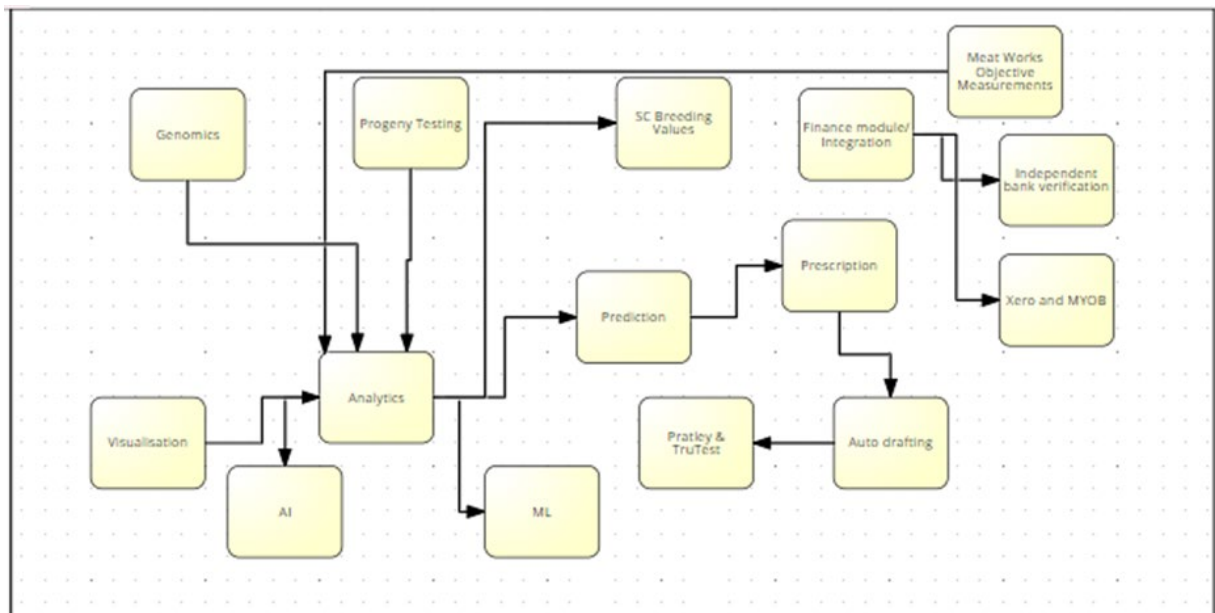 Meat Works
Objective
Measurements
Genomics
Progeny Testing
SC Breeding
Values
Finance module/
Integration
Independent
bank verification
Prescription
Xero and MYOB
Prediction
Analytics
Visualisation
Pratley &
TruTest
Auto drafting
AI
ML